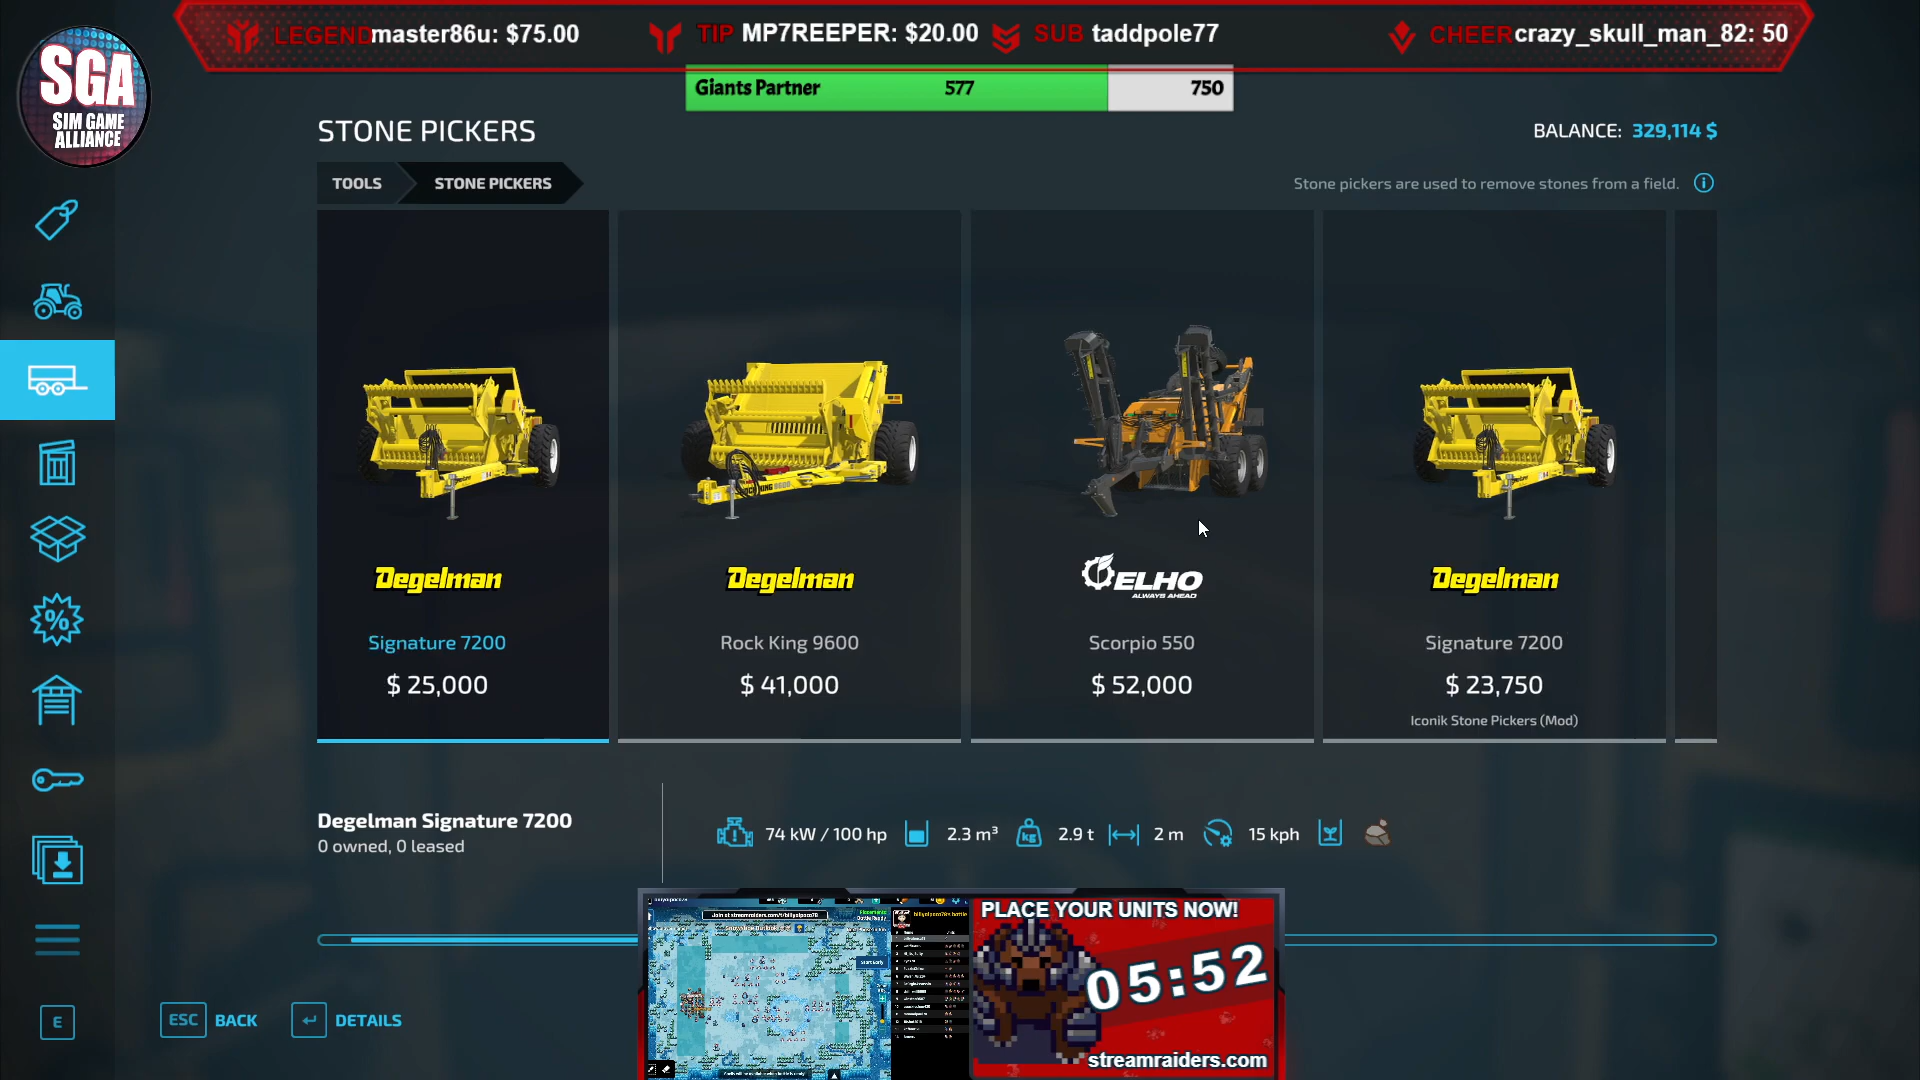 LEGEND master86u: $75.00
TIP MP7REEPER: $20.00
SUB taddpole77
CHEER crazy_skull_man_82: 50
SGA
SIM GAME
ALLIANCE
Giants Partner 577 750
STONE PICKERS
BALANCE: 329,114 $
TOOLS
STONE PICKERS
Stone pickers are used to remove stones from a field.
Degelman
Signature 7200
$ 25,000
Degelman
Rock King 9600
$ 41,000
ELHO
ALWAYS AHEAD
Scorpio 550
$ 52,000
Degelman
Signature 7200
$ 23,750
Iconik Stone Pickers (Mod)
Degelman Signature 7200
0 owned, 0 leased
74 kW / 100 hp
2.3 m³
2.9 t
2 m
15 kph
E
ESC BACK
DETAILS
PLACE YOUR UNITS NOW!
05:52
streamraiders.com